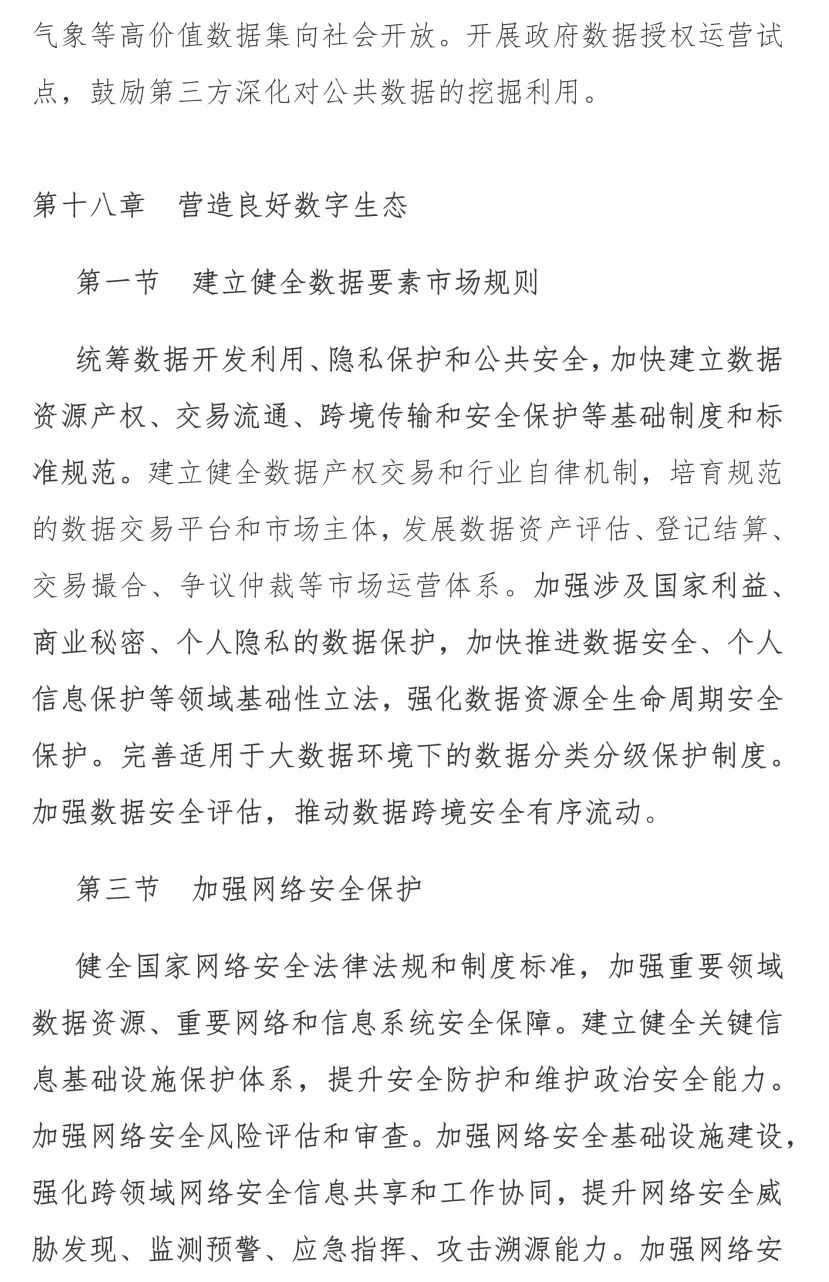 气象等高价值数据集向社会开放。开展政府数据授权运营试
点，鼓励第三方深化对公共数据的挖掘利用。
第十八章　营造良好数字生态
第一节　建立健全数据要素市场规则
统筹数据开发利用、隐私保护和公共安全，加快建立数据
资源产权、交易流通、跨境传输和安全保护等基础制度和标
准规范。建立健全数据产权交易和行业自律机制，培育规范
的数据交易平台和市场主体，发展数据资产评估、登记结算、
交易撮合、争议仲裁等市场运营体系。加强涉及国家利益、
商业秘密、个人隐私的数据保护，加快推进数据安全、个人
信息保护等领域基础性立法，强化数据资源全生命周期安全
保护。完善适用于大数据环境下的数据分类分级保护制度。
加强数据安全评估，推动数据跨境安全有序流动。
第三节　加强网络安全保护
健全国家网络安全法律法规和制度标准，加强重要领域
数据资源、重要网络和信息系统安全保障。建立健全关键信
息基础设施保护体系，提升安全防护和维护政治安全能力。
加强网络安全风险评估和审查。加强网络安全基础设施建设，
强化跨领域网络安全信息共享和工作协同，提升网络安全威
胁发现、监测预警、应急指挥、攻击溯源能力。加强网络安